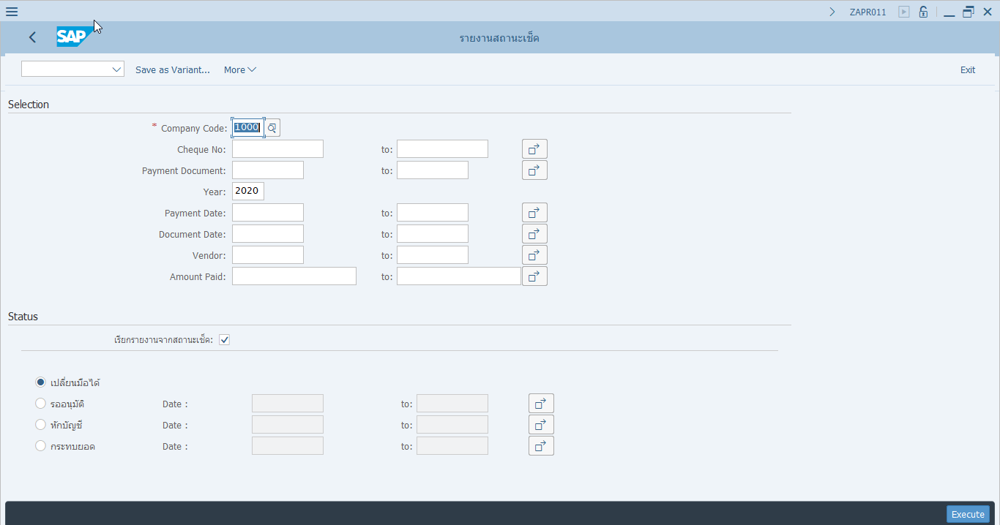 ZAPR011
SAP
รายงานสถานะเช็ค
Save as Variant...
More
Exit
Selection
* Company Code: 1000
Cheque No: to:
Payment Document: to:
Year: 2020
Payment Date: to:
Document Date: to:
Vendor: to:
Amount Paid: to:
Status
เรียกรายงานจากสถานะเช็ค:
เปลี่ยนมือได้
รออนุมัติ Date : to:
หักบัญชี Date : to:
กระทบยอด Date : to:
Execute